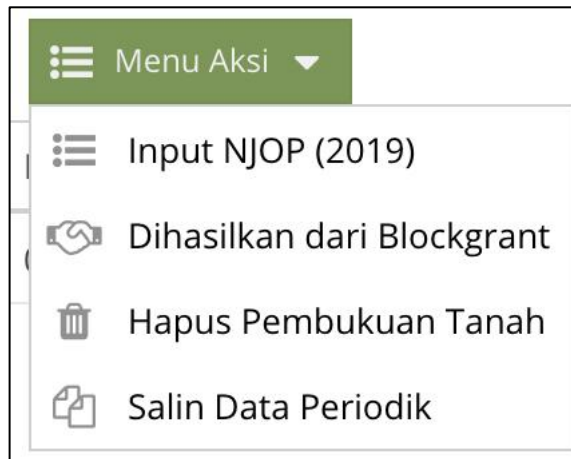 Menu Aksi
Input NJOP (2019)
Dihasilkan dari Blockgrant
Hapus Pembukuan Tanah
Salin Data Periodik